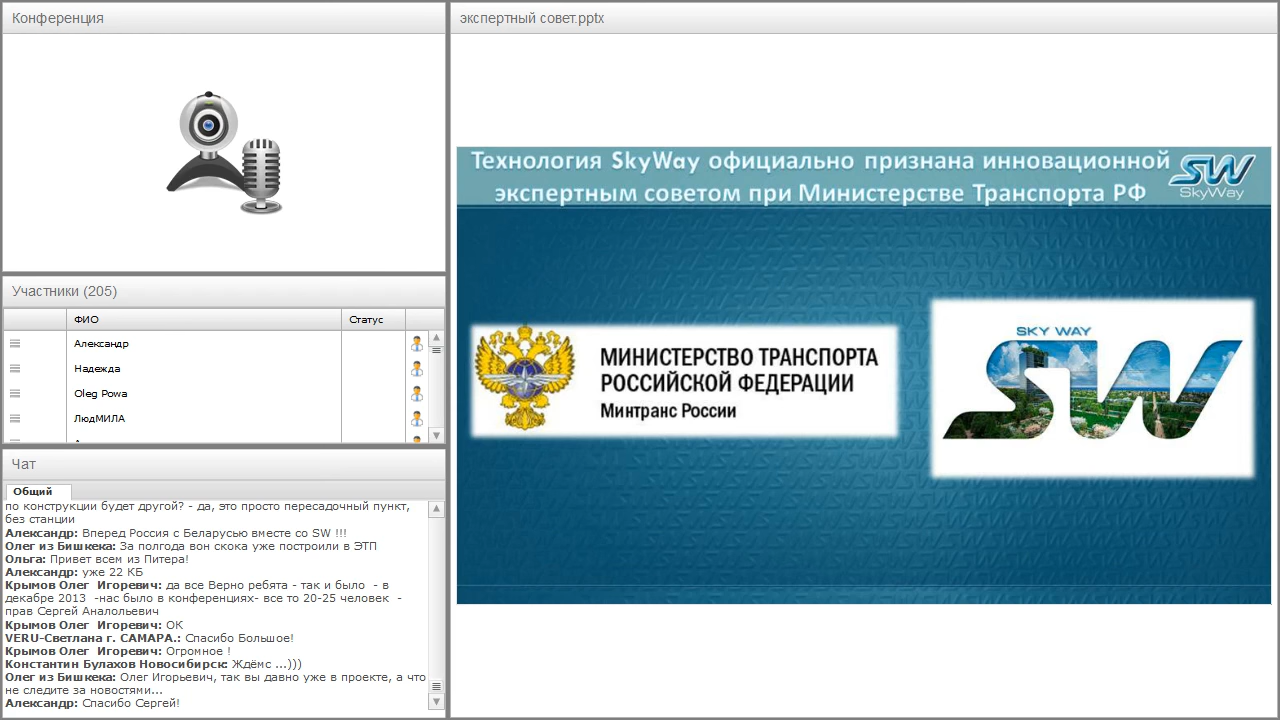 Конференция
Участники (205)
ФИО Статус
Александр
Надежда
Oleg Powa
ЛюдМИЛА
Чат
Общий
по конструкции будет другой? - да, это просто пересадочный пункт,
без станции
Александр: Вперед Россия с Беларусью вместе со SW !!!
Олег из Бишкека: За полгода вон скока уже построили в ЭТП
Ольга: Привет всем из Питера!
Александр: уже 22 КБ
Крымов Олег  Игоревич: да все Верно ребята - так и было  - в
декабре 2013  -нас было в конференциях- все то 20-25 человек  -
прав Сергей Аналольевич
Крымов Олег  Игоревич: ОК
VERU-Светлана г. САМАРА.: Спасибо Большое!
Крымов Олег  Игоревич: Огромное !
Константин Булахов Новосибирск: Ждёмс ...)))
Олег из Бишкека: Олег Игорьевич, так вы давно уже в проекте, а что
не следите за новостями...
Александр: Спасибо Сергей!
экспертный совет.pptx
Технология SkyWay официально признана инновационной
экспертным советом при Министерстве Транспорта РФ
SW
SkyWay
МИНИСТЕРСТВО ТРАНСПОРТА
РОССИЙСКОЙ ФЕДЕРАЦИИ
Минтранс России
SKY WAY
SW